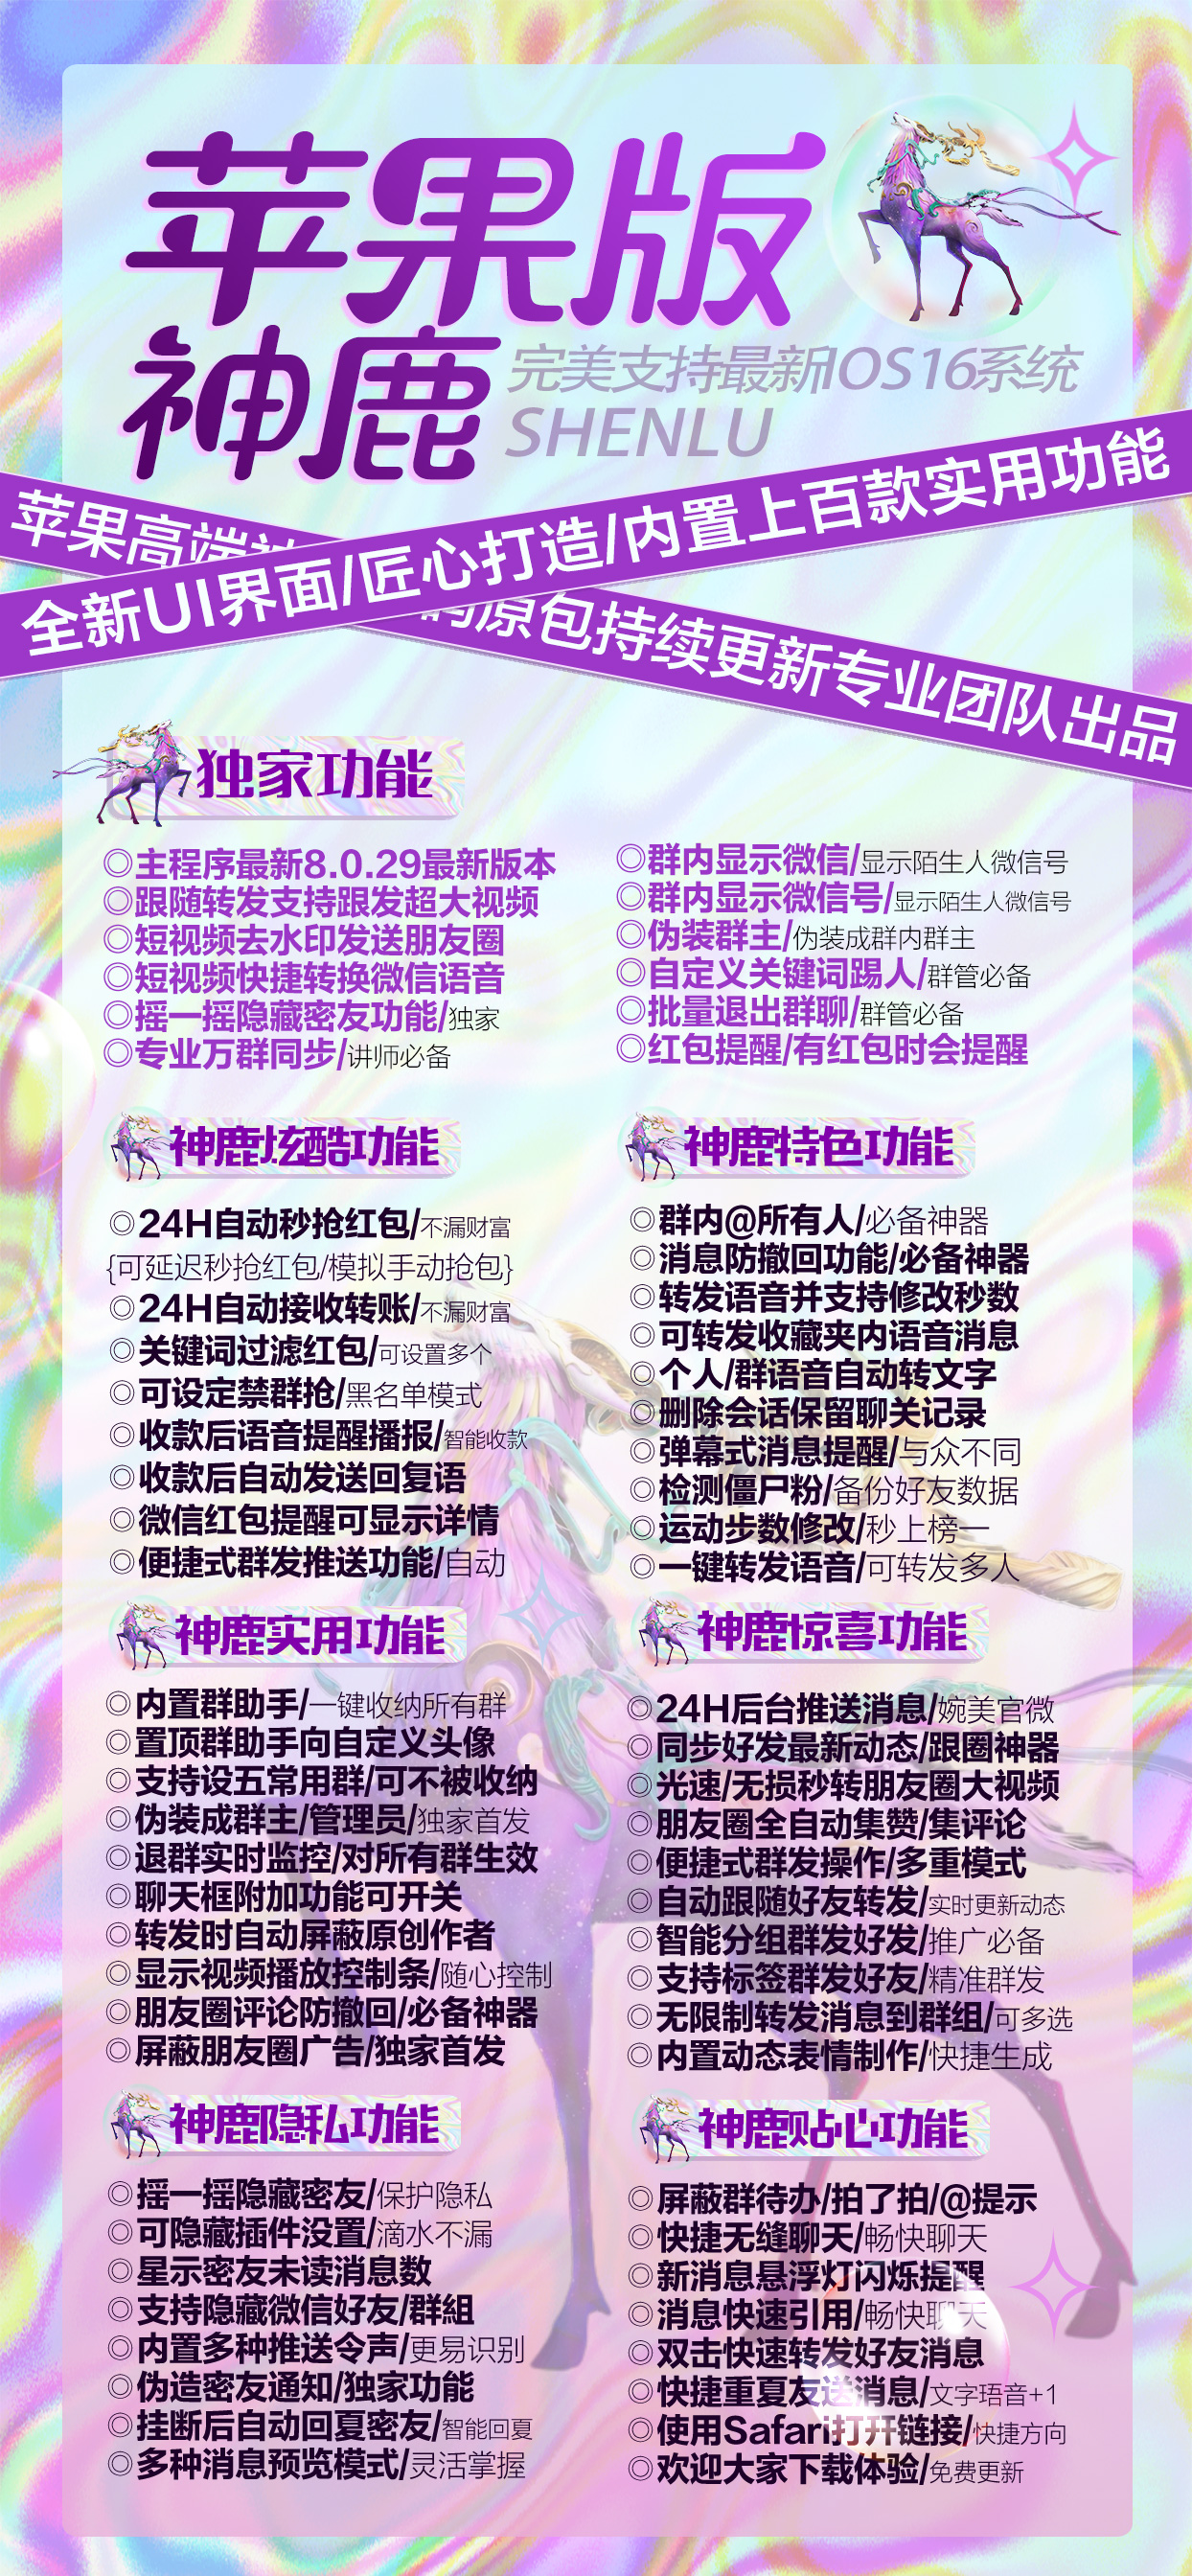 苹果版
神鹿
完美支持最新IOS16系统
SHENLU
全新UI界面/匠心打造/内置上百款实用功能
苹果高端
原包持续更新专业团队出品
独家功能
◎主程序最新8.0.29最新版本
◎跟随转发支持跟发超大视频
◎短视频去水印发送朋友圈
◎短视频快捷转换微信语音
◎摇一摇隐藏密友功能/独家
◎专业万群同步/讲师必备
◎群内显示微信/显示陌生人微信号
◎群内显示微信号/显示陌生人微信号
◎伪装群主/伪装成群内群主
◎自定义关键词踢人/群管必备
◎批量退出群聊/群管必备
◎红包提醒/有红包时会提醒
神鹿炫酷功能
◎24H自动秒抢红包/不漏财富
{可延迟秒抢红包/模拟手动抢包}
◎24H自动接收转账/不漏财富
◎关键词过滤红包/可设置多个
◎可设定禁群抢/黑名单模式
◎收款后语音提醒播报/智能收款
◎收款后自动发送回复语
◎微信红包提醒可显示详情
◎便捷式群发推送功能/自动
神鹿特色功能
◎群内@所有人/必备神器
◎消息防撤回功能/必备神器
◎转发语音并支持修改秒数
◎可转发收藏夹内语音消息
◎个人/群语音自动转文字
◎删除会话保留聊关记录
◎弹幕式消息提醒/与众不同
◎检测僵尸粉/备份好友数据
◎运动步数修改/秒上榜一
◎一键转发语音/可转发多人
神鹿实用功能
◎内置群助手/一键收纳所有群
◎置顶群助手向自定义头像
◎支持设五常用群/可不被收纳
◎伪装成群主/管理员/独家首发
◎退群实时监控/对所有群生效
◎聊天框附加功能可开关
◎转发时自动屏蔽原创作者
◎显示视频播放控制条/随心控制
◎朋友圈评论防撤回/必备神器
◎屏蔽朋友圈广告/独家首发
神鹿惊喜功能
◎24H后台推送消息/婉美官微
◎同步好发最新动态/跟圈神器
◎光速/无损秒转朋友圈大视频
◎朋友圈全自动集赞/集评论
◎便捷式群发操作/多重模式
◎自动跟随好友转发/实时更新动态
◎智能分组群发好发/推广必备
◎支持标签群发好友/精准群发
◎无限制转发消息到群组/可多选
◎内置动态表情制作/快捷生成
神鹿隐私功能
◎摇一摇隐藏密友/保护隐私
◎可隐藏插件没置/滴水不漏
◎星示密友未读消息数
◎支持隐藏微信好友/群組
◎内置多种推送令声/更易识别
◎伪造密友通知/独家功能
◎挂断后自动回夏密友/智能回夏
◎多种消息预览模式/灵活掌握
神鹿贴心功能
◎屏蔽群待办/拍了拍/@提示
◎快捷无缝聊天/畅快聊天
◎新消息悬浮灯闪烁提醒
◎消息快速引用/畅快聊天
◎双击快速转发好友消息
◎快捷重夏友送消息/文字珸音+1
◎使用Safari打开链接/快捷方向
◎欢迎大家下载体验/免费更新